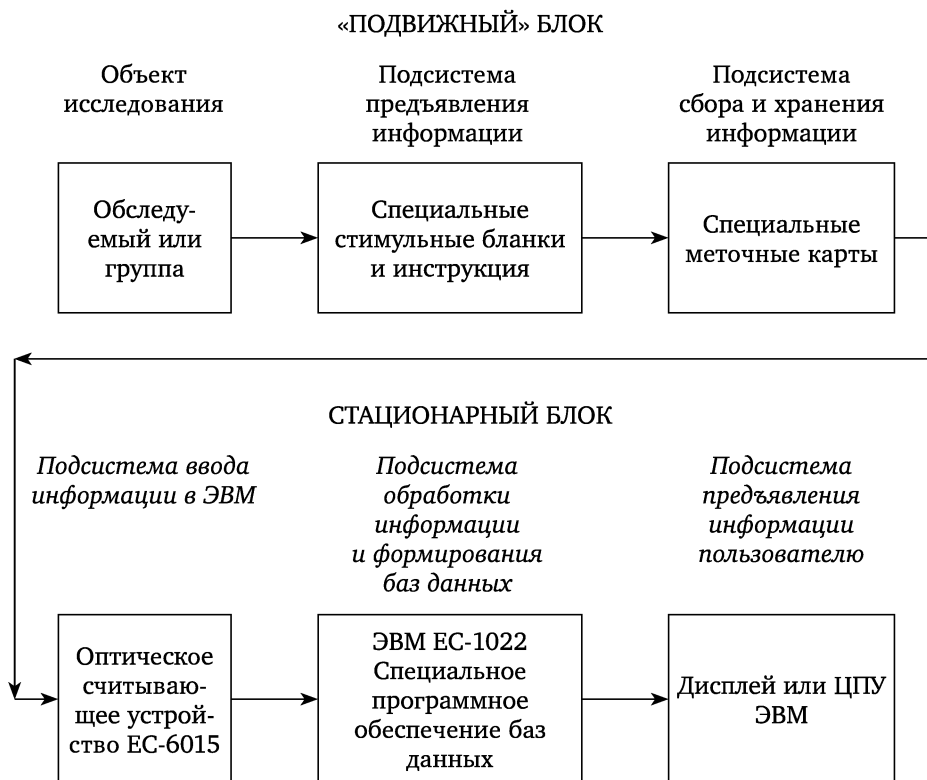 «ПОДВИЖНЫЙ» БЛОК
Объект
исследования
Подсистема
предъявления
информации
Подсистема
сбора и хранения
информации
Обследу-
емый или
группа
Специальные
стимульные бланки
и инструкция
Специальные
меточные карты
СТАЦИОНАРНЫЙ БЛОК
Подсистема ввода
информации в ЭВМ
Подсистема
обработки
информации
и формирования
баз данных
Подсистема
предъявления
информации
пользователю
Оптическое
считываю-
щее устрой-
ство ЕС-6015
ЭВМ ЕС-1022
Специальное
программное
обеспечение баз
данных
Дисплей или ЦПУ
ЭВМ